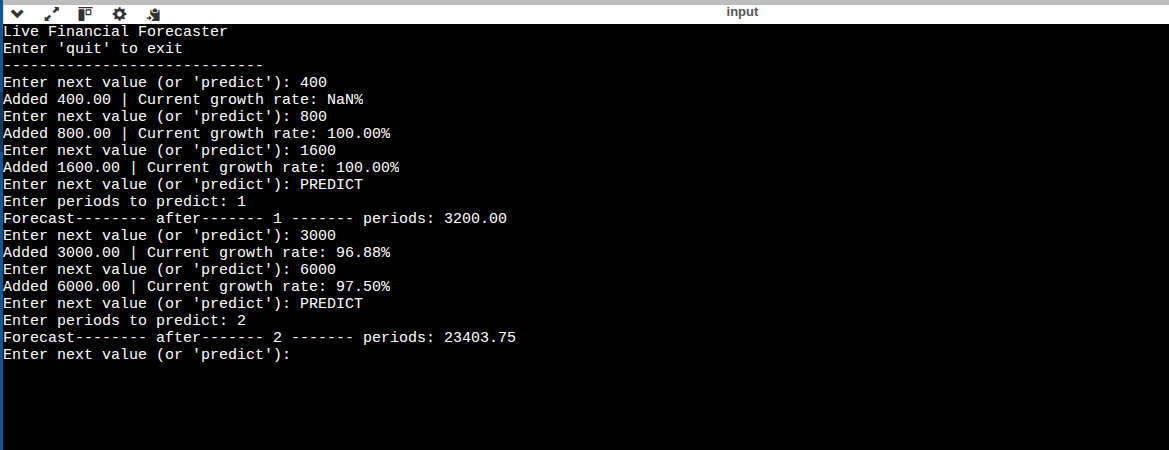 input
Live Financial Forecaster
Enter 'quit' to exit
-----------------------------
Enter next value (or 'predict'): 400
Added 400.00 | Current growth rate: NaN%
Enter next value (or 'predict'): 800
Added 800.00 | Current growth rate: 100.00%
Enter next value (or 'predict'): 1600
Added 1600.00 | Current growth rate: 100.00%
Enter next value (or 'predict'): PREDICT
Enter periods to predict: 1
Forecast-------- after------- 1 ------- periods: 3200.00
Enter next value (or 'predict'): 3000
Added 3000.00 | Current growth rate: 96.88%
Enter next value (or 'predict'): 6000
Added 6000.00 | Current growth rate: 97.50%
Enter next value (or 'predict'): PREDICT
Enter periods to predict: 2
Forecast-------- after------- 2 ------- periods: 23403.75
Enter next value (or 'predict'):